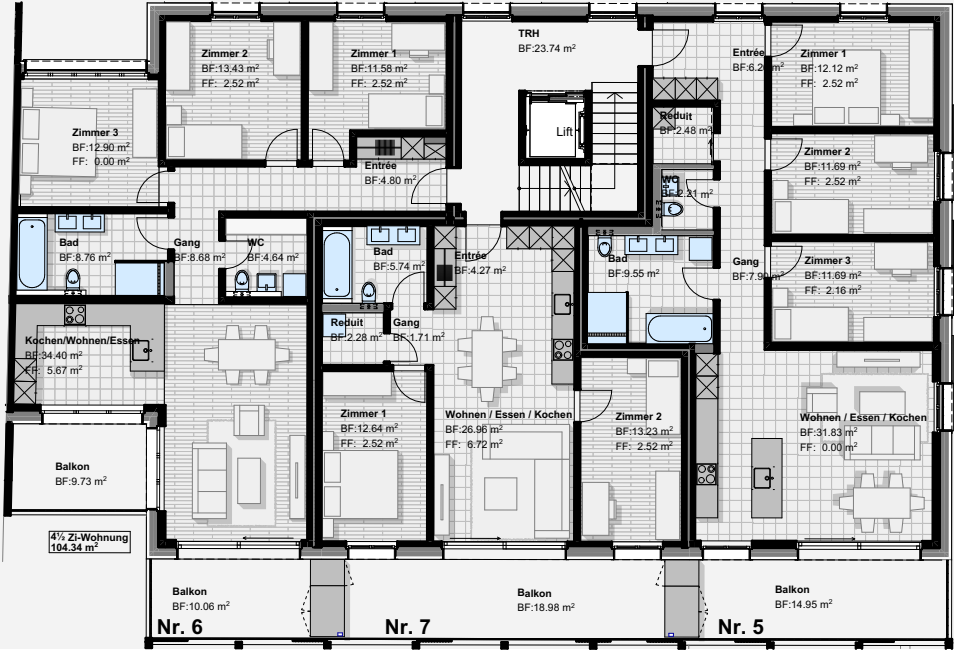 TRH
BF:23.74 m²
Lift
Zimmer 2
BF:13,43 m²
FF: 2.52 m²
Zimmer 1
BF:11.58 m²
FF: 2.52 m²
Zimmer 3
BF:12.90 m²
FF: 0.00 m²
Entrée
BF:4.80 m²
Bad
BF:8.76 m²
Gang
BF:8.68 m²
WC
BF:4.64 m²
Kochen/Wohnen/Essen
BF:34.40 m²
FF: 5.67 m²
Balkon
BF:9.73 m²
4½ Zi-Wohnung
104.34 m²
Balkon
BF:10.06 m²
Nr. 6
Bad
BF:5.74 m²
Entrée
BF:4.27 m²
Reduit
BF:2.28 m²
Gang
BF:1.71 m²
Zimmer 1
BF:12.64 m²
FF: 2.52 m²
Wohnen / Essen / Kochen
BF:26.96 m²
FF: 6.72 m²
Zimmer 2
BF:13.23 m²
FF: 2.52 m²
Balkon
BF:18.98 m²
Nr. 7
Entrée
Zimmer 1
BF:12.12 m²
FF: 2.52 m²
Reduit
BF:2.48 m²
WC
BF:2.21 m²
Zimmer 2
BF:11.69 m²
FF: 2.52 m²
Bad
BF:9.55 m²
Gang
BF:7.90 m²
Zimmer 3
BF:11.69 m²
FF: 2.16 m²
Wohnen / Essen / Kochen
BF:31.83 m²
FF: 0.00 m²
Balkon
BF:14.95 m²
Nr. 5